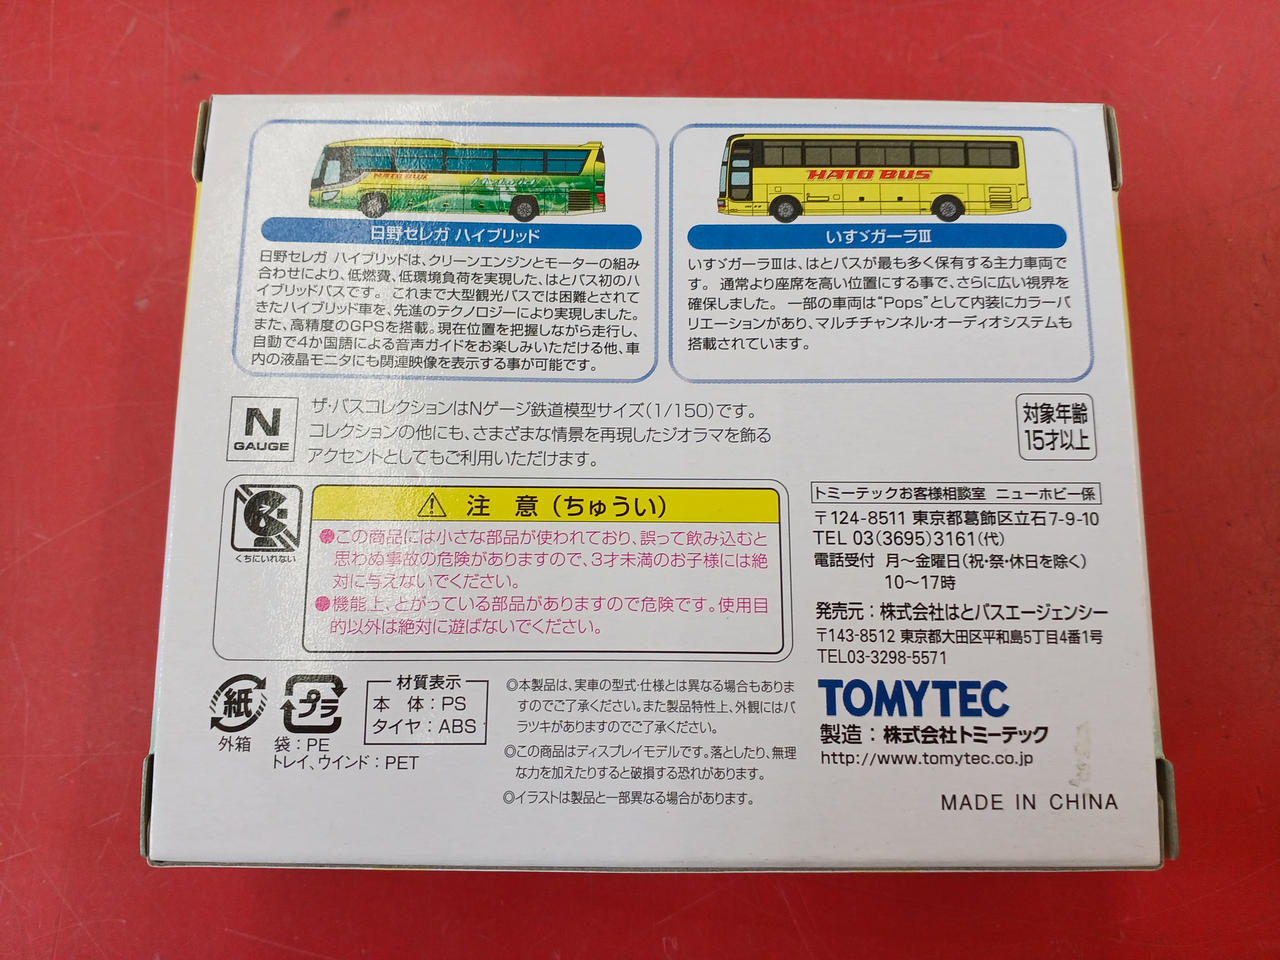 HATO BUS
日野セレガ ハイブリッド
日野セレガ ハイブリッドは、クリーンエンジンとモーターの組み
合わせにより、低燃費、低環境負荷を実現した、はとバス初のハ
イブリッドバスです。 これまで大型観光バスでは困難とされて
きたハイブリッド車を、先進のテクノロジーにより実現しました。
また、高精度のGPSを搭載。現在位置を把握しながら走行し、
自動で4か国語による音声ガイドをお楽しみいただける他、車
内の液晶モニタにも関連映像を表示する事が可能です。
HATO BUS
いすゞガーラⅢ
いすゞガーラⅢは、はとバスが最も多く保有する主力車両で
す。 通常より座席を高い位置にする事で、さらに広い視界を
確保しました。 一部の車両は“Pops”として内装にカラーバ
リエーションがあり、マルチチャンネル・オーディオシステムも
搭載されています。
N
GAUGE
ザ・バスコレクションはNゲージ鉄道模型サイズ(1/150)です。
コレクションの他にも、さまざまな情景を再現したジオラマを飾る
アクセントとしてもご利用いただけます。
対象年齢
15才以上
くちにいれない
注 意 (ちゅうい)
●この商品には小さな部品が使われており、誤って飲み込むと
思わぬ事故の危険がありますので、3才未満のお子様には絶
対に与えないでください。
●機能上、とがっている部品がありますので危険です。使用目
的以外は絶対に遊ばないでください。
トミーテックお客様相談室 ニューホビー係
〒124-8511 東京都葛飾区立石7-9-10
TEL 03(3695)3161(代)
電話受付 月～金曜日(祝・祭・休日を除く)
10～17時
発売元：株式会社はとバスエージェンシー
〒143-8512 東京都大田区平和島5丁目4番1号
TEL03-3298-5571
TOMYTEC
製造：株式会社トミーテック
http://www.tomytec.co.jp
MADE IN CHINA
紙
外箱
プラ
袋：PE
トレイ、ウインド：PET
材質表示
本 体：PS
タイヤ：ABS
◎本製品は、実車の型式・仕様とは異なる場合もありま
すのでご了承ください。また製品特性上、外観にはバ
ラツキがありますのでご了承ください。
◎この商品はディスプレイモデルです。落としたり、無理
な力を加えたりすると破損する恐れがあります。
◎イラストは製品と一部異なる場合があります。